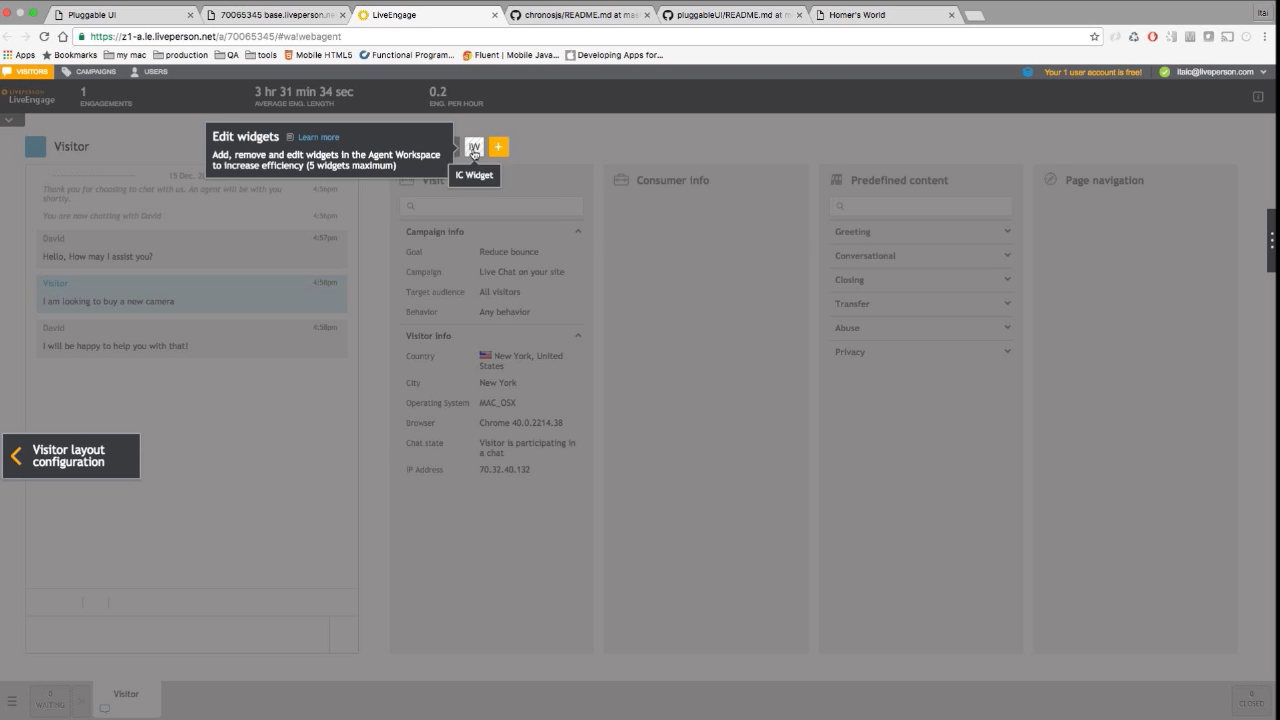 Pluggable UI
70065345 base.liveperson.ne
LiveEngage
chronosjs/README.md at mas
pluggableUI/README.md at m
Homer's World
Itai
https://z1-a.le.liveperson.net/a/70065345/#wa!webagent
Apps
Bookmarks
my mac
production
QA
tools
Mobile HTML5
Functional Program...
Fluent | Mobile Java...
Developing Apps for...
VISITORS
CAMPAIGNS
USERS
Your 1 user account is free!
italc@liveperson.com
LIVEPERSON
LiveEngage
1
ENGAGEMENTS
3 hr 31 min 34 sec
AVERAGE ENG. LENGTH
0.2
ENG. PER HOUR
Visitor
Edit widgets
Learn more
Add, remove and edit widgets in the Agent Workspace
to increase efficiency (5 widgets maximum)
IW
+
IC Widget
15 Dec.
Thank you for choosing to chat with us. An agent will be with you
shortly.
4:56pm
You are now chatting with David
4:56pm
David
4:57pm
Hello, How may I assist you?
Visitor
4:58pm
I am looking to buy a new camera
David
4:58pm
I will be happy to help you with that!
Visitor layout
configuration
Visit
Campaign info
Goal
Reduce bounce
Campaign
Live Chat on your site
Target audience
All visitors
Behavior
Any behavior
Visitor info
Country
New York, United
States
City
New York
Operating System
MAC_OSX
Browser
Chrome 40.0.2214.38
Chat state
Visitor is participating in
a chat
IP Address
70.32.40.132
Consumer info
Predefined content
Greeting
Conversational
Closing
Transfer
Abuse
Privacy
Page navigation
0
WAITING
Visitor
0
CLOSED